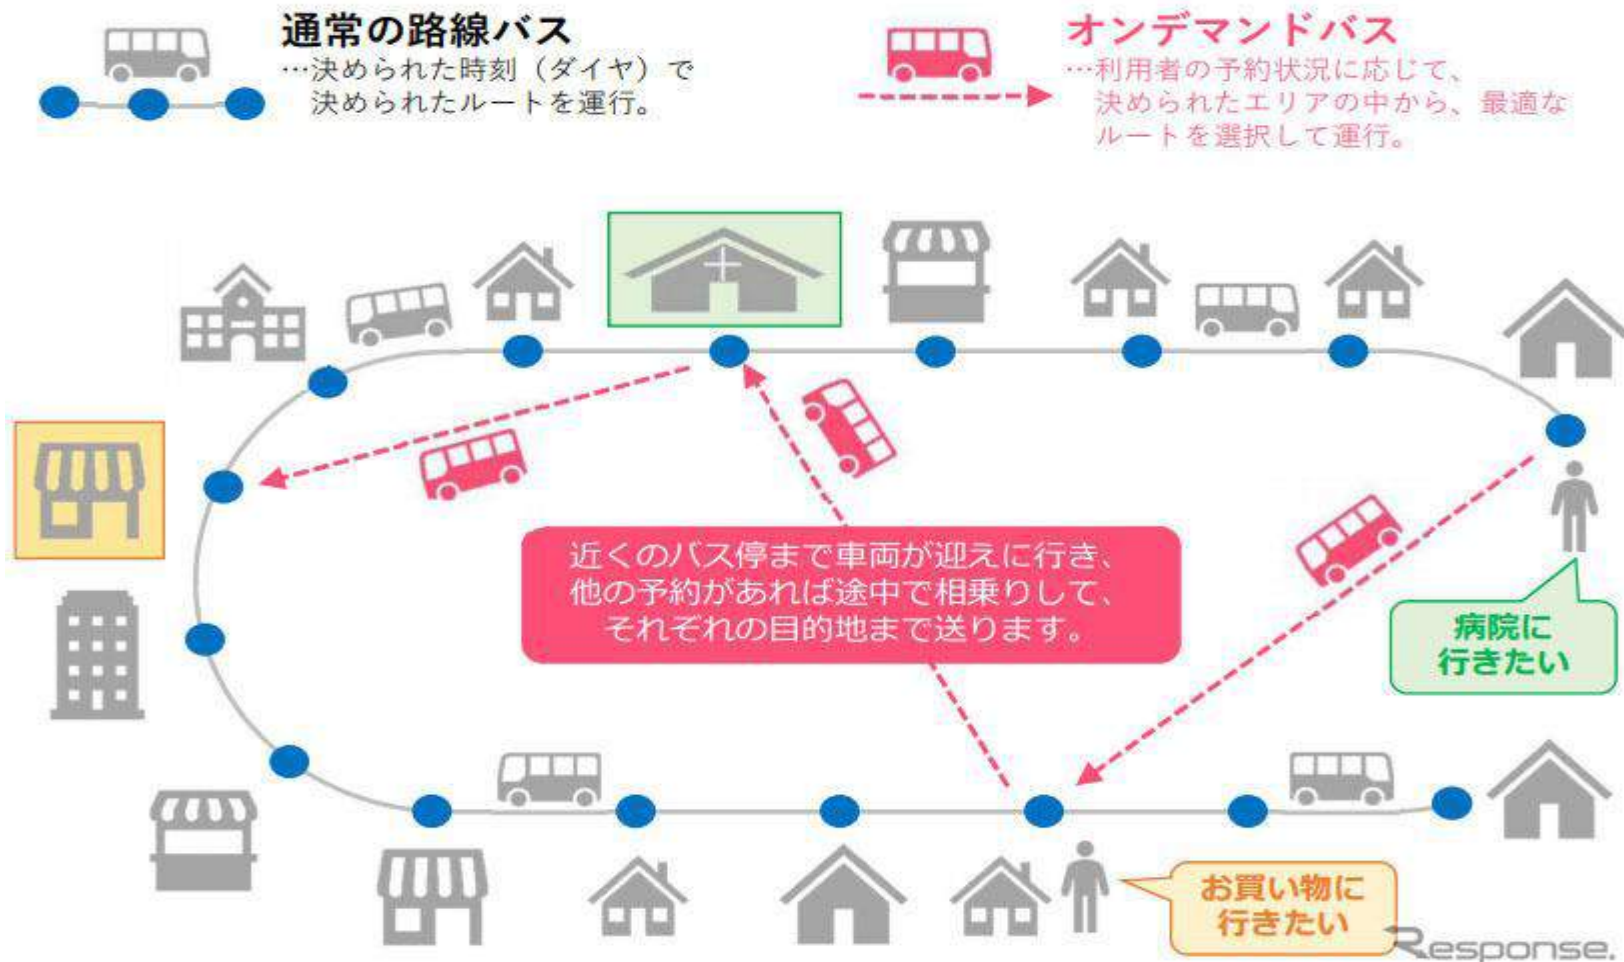 通常の路線バス
…決められた時刻（ダイヤ）で
決められたルートを運行。
オンデマンドバス
…利用者の予約状況に応じて、
決められたエリアの中から、最適な
ルートを選択して運行。
近くのバス停まで車両が迎えに行き、
他の予約があれば途中で相乗りして、
それぞれの目的地まで送ります。
病院に
行きたい
お買い物に
行きたい
Response.